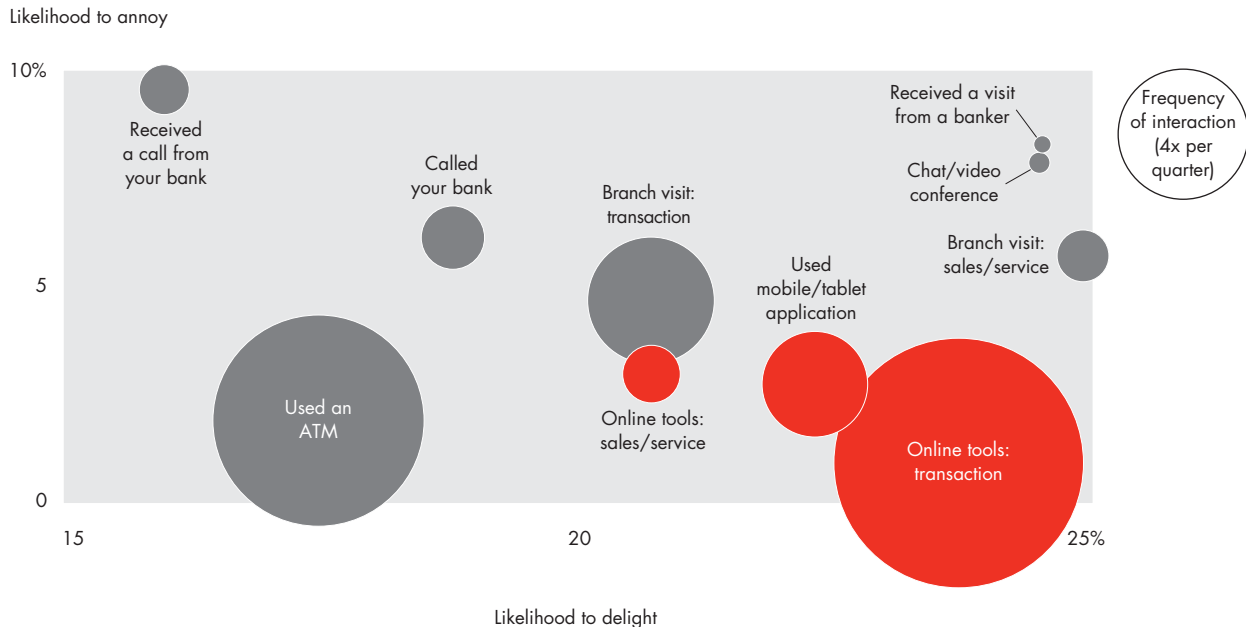 Likelihood to annoy
10%
Received
a call from
your bank
Called
your bank
Branch visit:
transaction
Used
mobile/tablet
application
Received a visit
from a banker
Chat/video
conference
Branch visit:
sales/service
Frequency
of interaction
(4x per
quarter)
5
Used an
ATM
Online tools:
sales/service
Online tools:
transaction
0
15
20
25%
Likelihood to delight